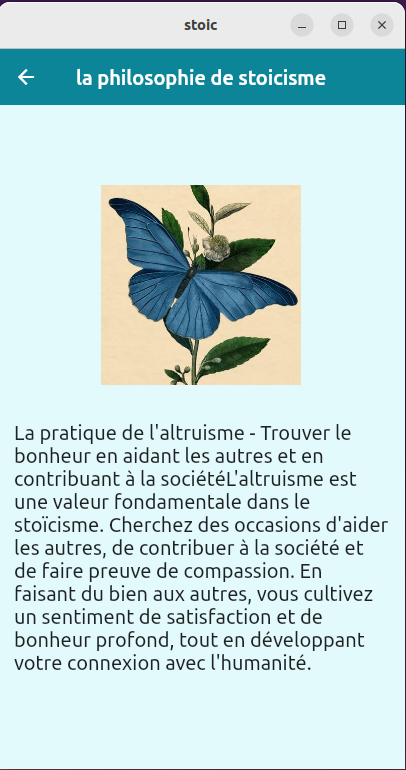 stoic
la philosophie de stoicisme
La pratique de l'altruisme - Trouver le
bonheur en aidant les autres et en
contribuant à la sociétéL'altruisme est
une valeur fondamentale dans le
stoïcisme. Cherchez des occasions d'aider
les autres, de contribuer à la société et
de faire preuve de compassion. En
faisant du bien aux autres, vous cultivez
un sentiment de satisfaction et de
bonheur profond, tout en développant
votre connexion avec l'humanité.